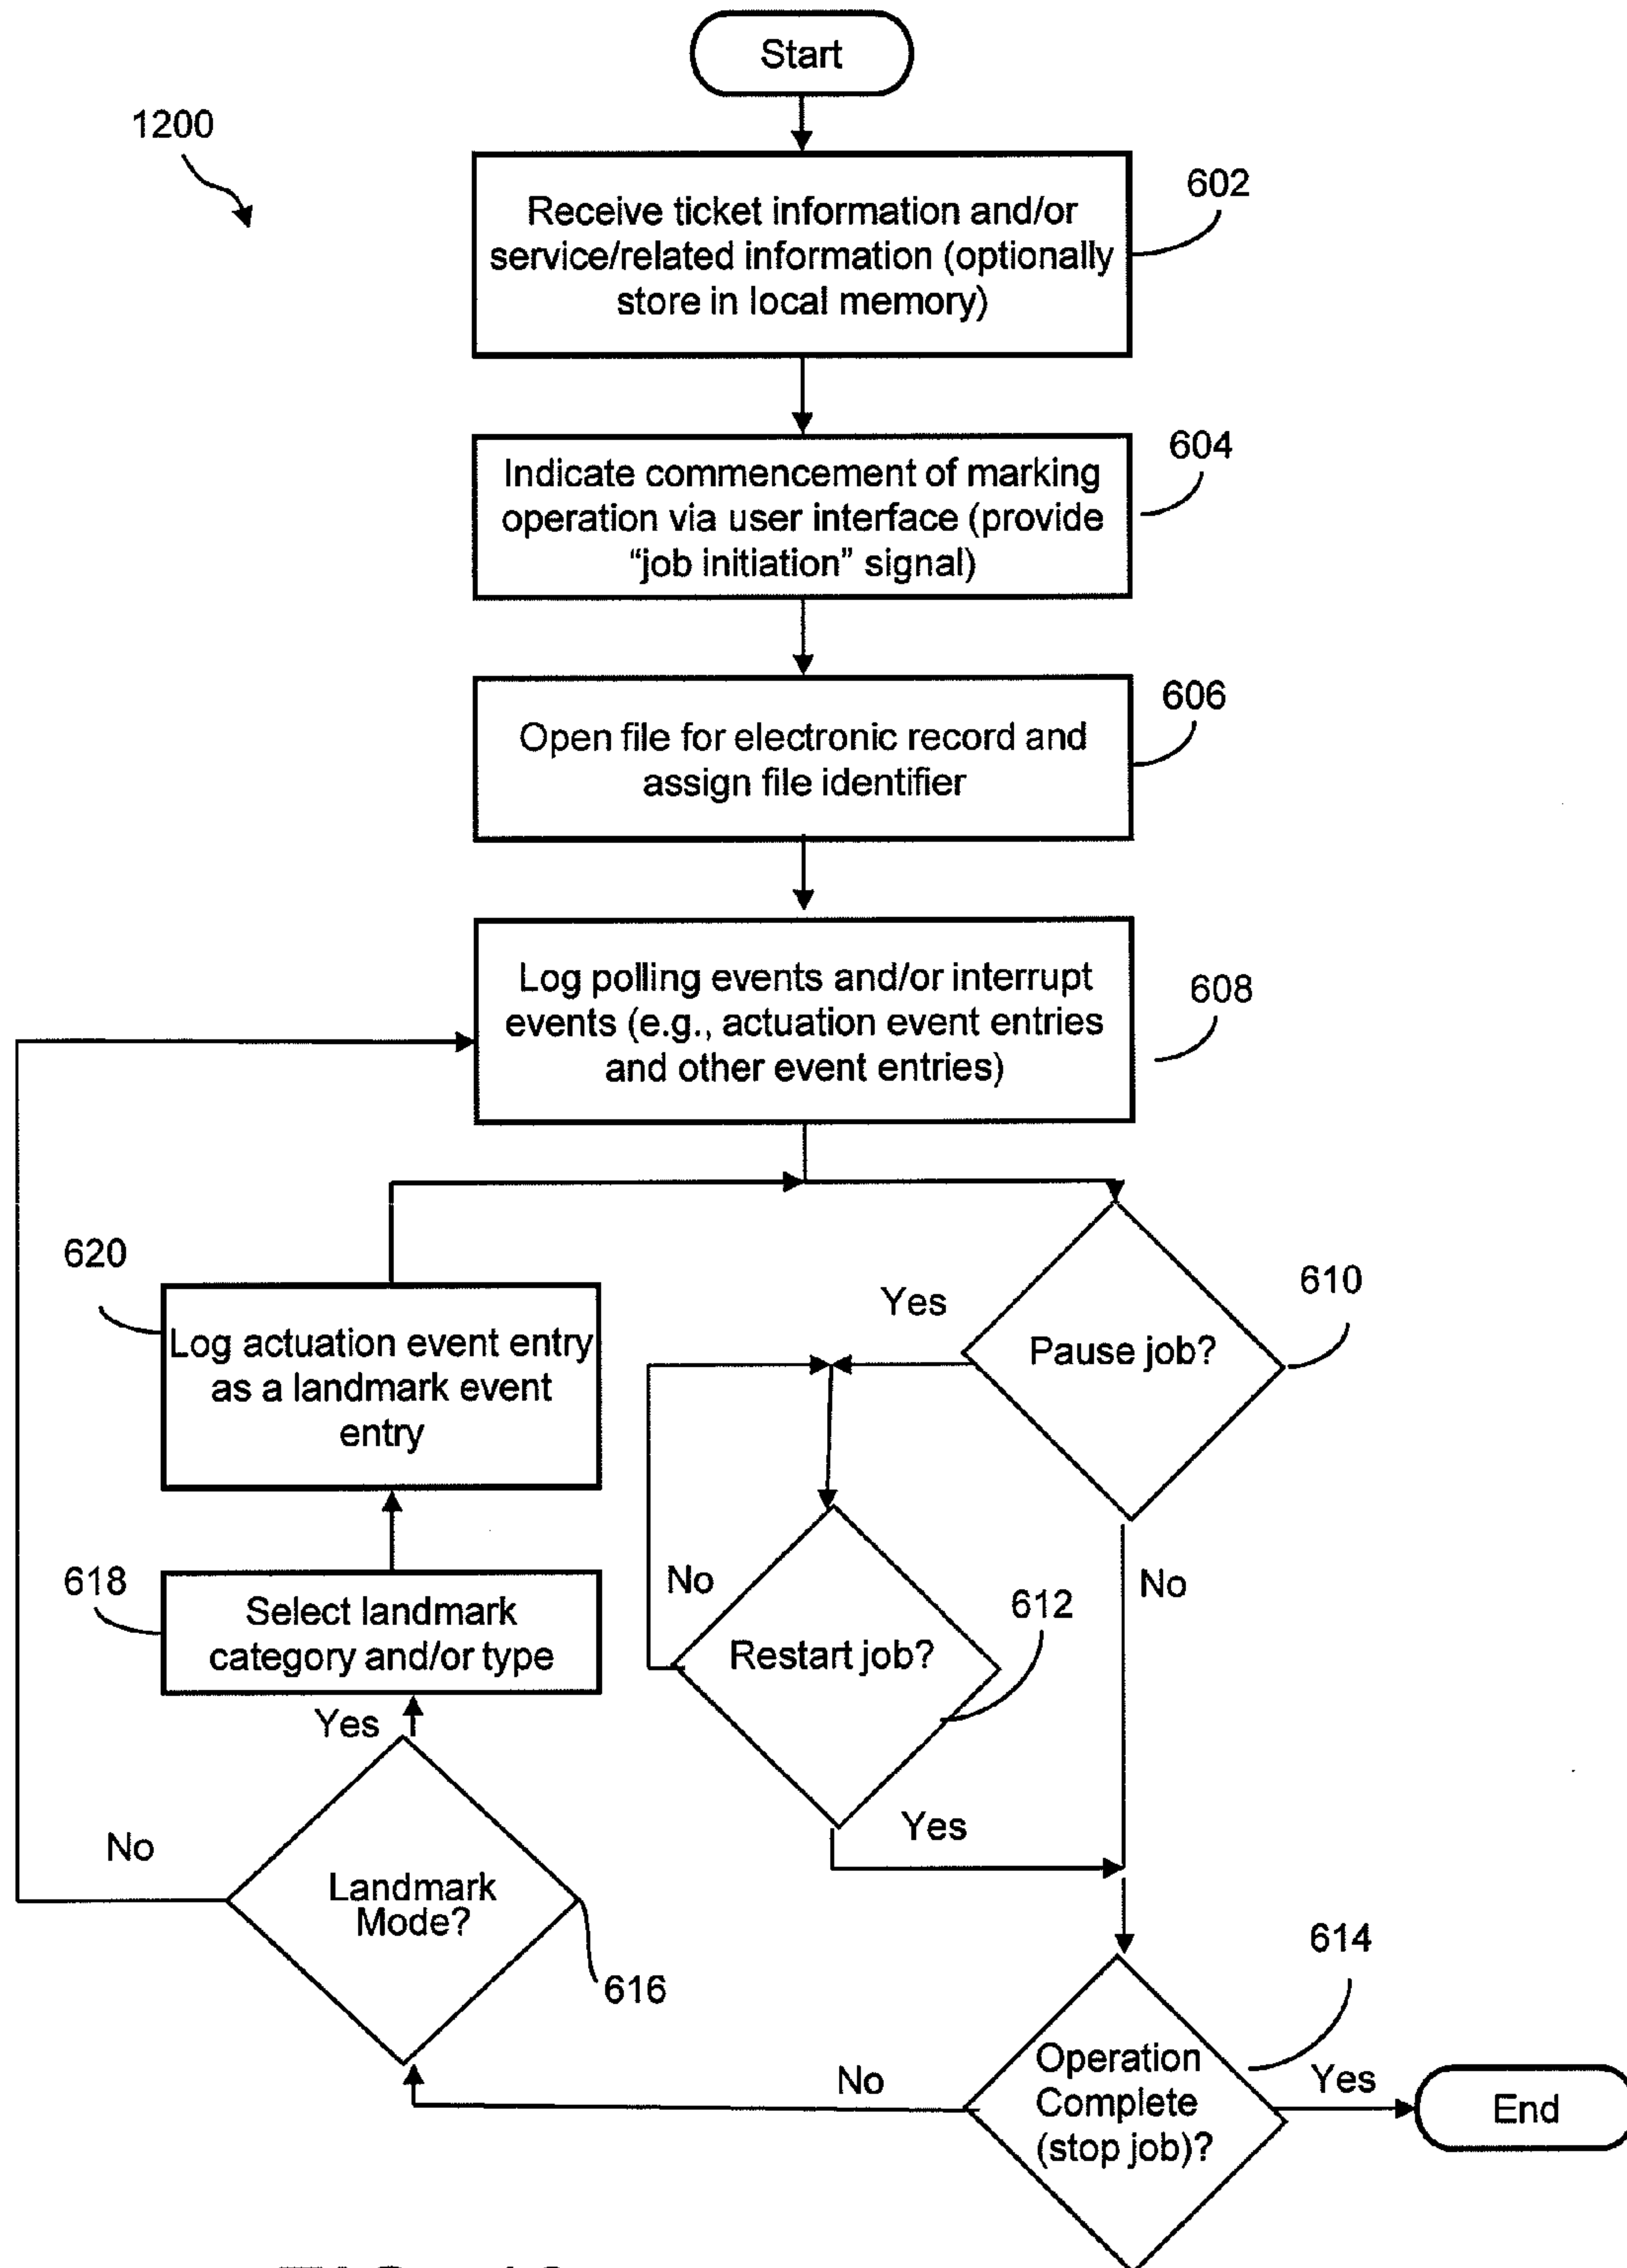 Start
1200
602
Receive ticket information and/or
service/related information (optionally
store in local memory)
604
Indicate commencement of marking
operation via user interface (provide
“job initiation” signal)
606
Open file for electronic record and
assign file identifier
608
Log polling events and/or interrupt
events (e.g., actuation event entries
and other event entries)
610
Pause job?
Yes
No
612
Restart job?
No
Yes
614
Operation
Complete
(stop job)?
Yes
End
No
616
Landmark
Mode?
No
Yes
618
Select landmark
category and/or type
620
Log actuation event entry
as a landmark event
entry